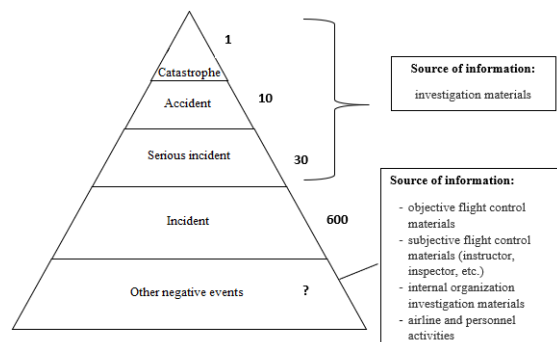 1
Catastrophe
10
Accident
Serious incident
30
Incident
600
Other negative events
?
Source of information:
investigation materials
Source of information:
- objective flight control
materials
- subjective flight control
materials (instructor,
inspector, etc.)
- internal organization
investigation materials
- airline and personnel
activities